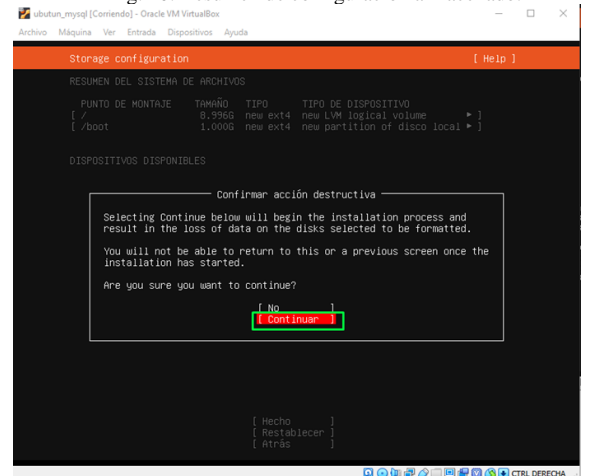 ubutun_mysql [Corriendo] - Oracle VM VirtualBox
Archivo Máquina Ver Entrada Dispositivos Ayuda
Storage configuration [ Help ]
RESUMEN DEL SISTEMA DE ARCHIVOS
PUNTO DE MONTAJE TAMAÑO TIPO TIPO DE DISPOSITIVO
[ / 8.996G new ext4 new LVM logical volume ▸ ]
[ /boot 1.000G new ext4 new partition of disco local ▸ ]
DISPOSITIVOS DISPONIBLES
Confirmar acción destructiva
Selecting Continue below will begin the installation process and
result in the loss of data on the disks selected to be formatted.
You will not be able to return to this or a previous screen once the
installation has started.
Are you sure you want to continue?
[ No ]
[ Continuar ]
[ Hecho ]
[ Restablecer ]
[ Atrás ]
CTRL DERECHA